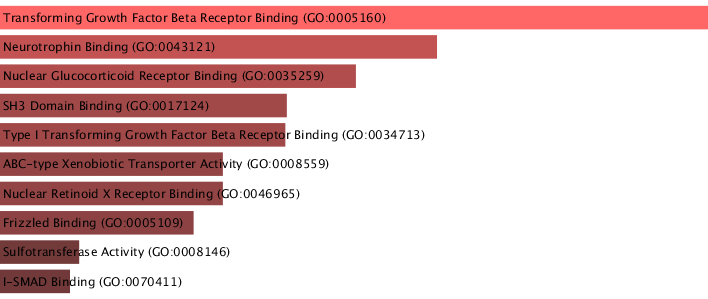 Transforming Growth Factor Beta Receptor Binding (GO:0005160)
Neurotrophin Binding (GO:0043121)
Nuclear Glucocorticoid Receptor Binding (GO:0035259)
SH3 Domain Binding (GO:0017124)
Type I Transforming Growth Factor Beta Receptor Binding (GO:0034713)
ABC-type Xenobiotic Transporter Activity (GO:0008559)
Nuclear Retinoid X Receptor Binding (GO:0046965)
Frizzled Binding (GO:0005109)
Sulfotransferase Activity (GO:0008146)
I-SMAD Binding (GO:0070411)